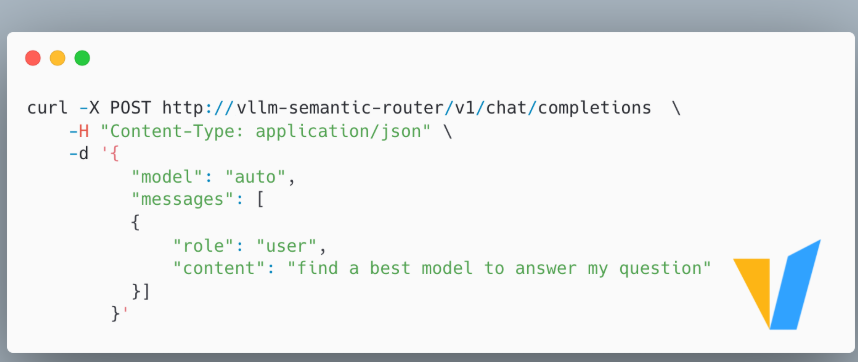 curl -X POST http://vllm-semantic-router/v1/chat/completions \
-H "Content-Type: application/json" \
-d '{
"model": "auto",
"messages": [
{
"role": "user",
"content": "find a best model to answer my question"
}]
}'